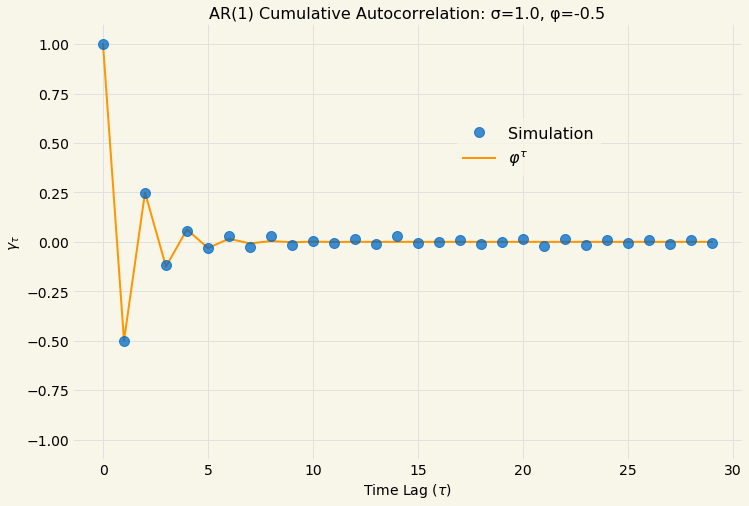 AR(1) Cumulative Autocorrelation: σ=1.0, φ=-0.5
1.00
0.75
0.50
0.25
0.00
−0.25
−0.50
−0.75
−1.00
γτ
Simulation
φ^τ
0 5 10 15 20 25 30
Time Lag (τ)